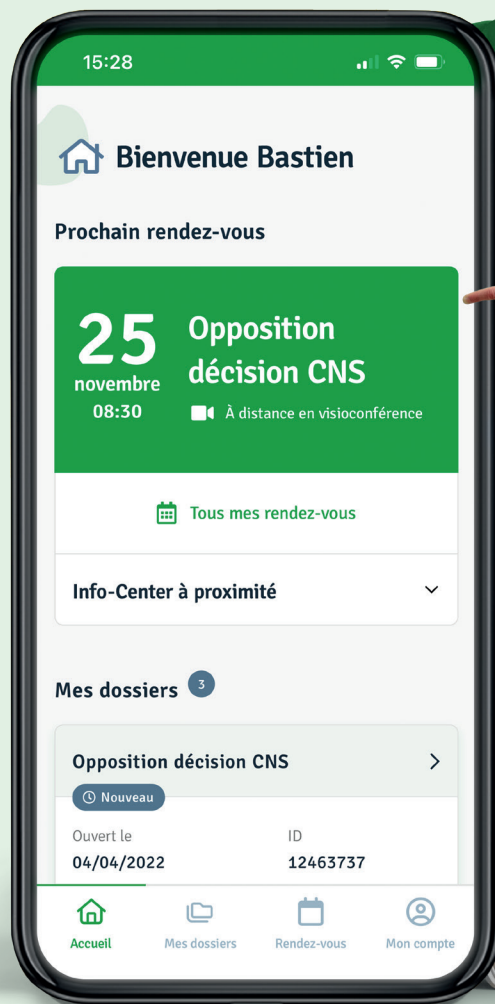 15:28
Bienvenue Bastien
Prochain rendez-vous
25
novembre
08:30
Opposition
décision CNS
À distance en visioconférence
Tous mes rendez-vous
Info-Center à proximité
Mes dossiers 3
Opposition décision CNS
Nouveau
Ouvert le
04/04/2022
ID
12463737
Accueil
Mes dossiers
Rendez-vous
Mon compte